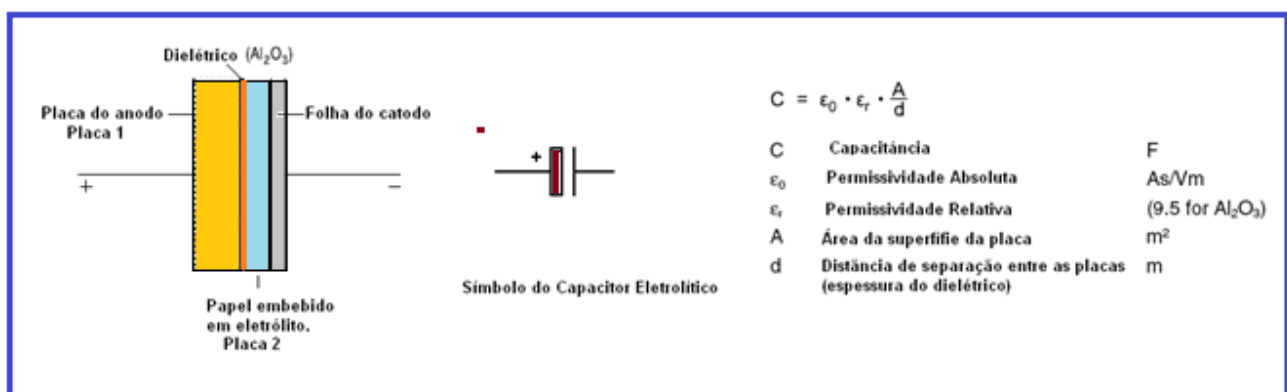 Dielétrico (Al₂O₃)
Placa do anodo
Placa 1
Folha do catodo
+
−
Papel embebido
em eletrólito.
Placa 2
+
Símbolo do Capacitor Eletrolítico
C = ε₀ · ε᠊ᵣ · A/d
C Capacitância F
ε₀ Permissividade Absoluta As/Vm
εᵣ Permissividade Relativa (9.5 for Al₂O₃)
A Área da superfifie da placa m²
d Distância de separação entre as placas m
(espessura do dielétrico)